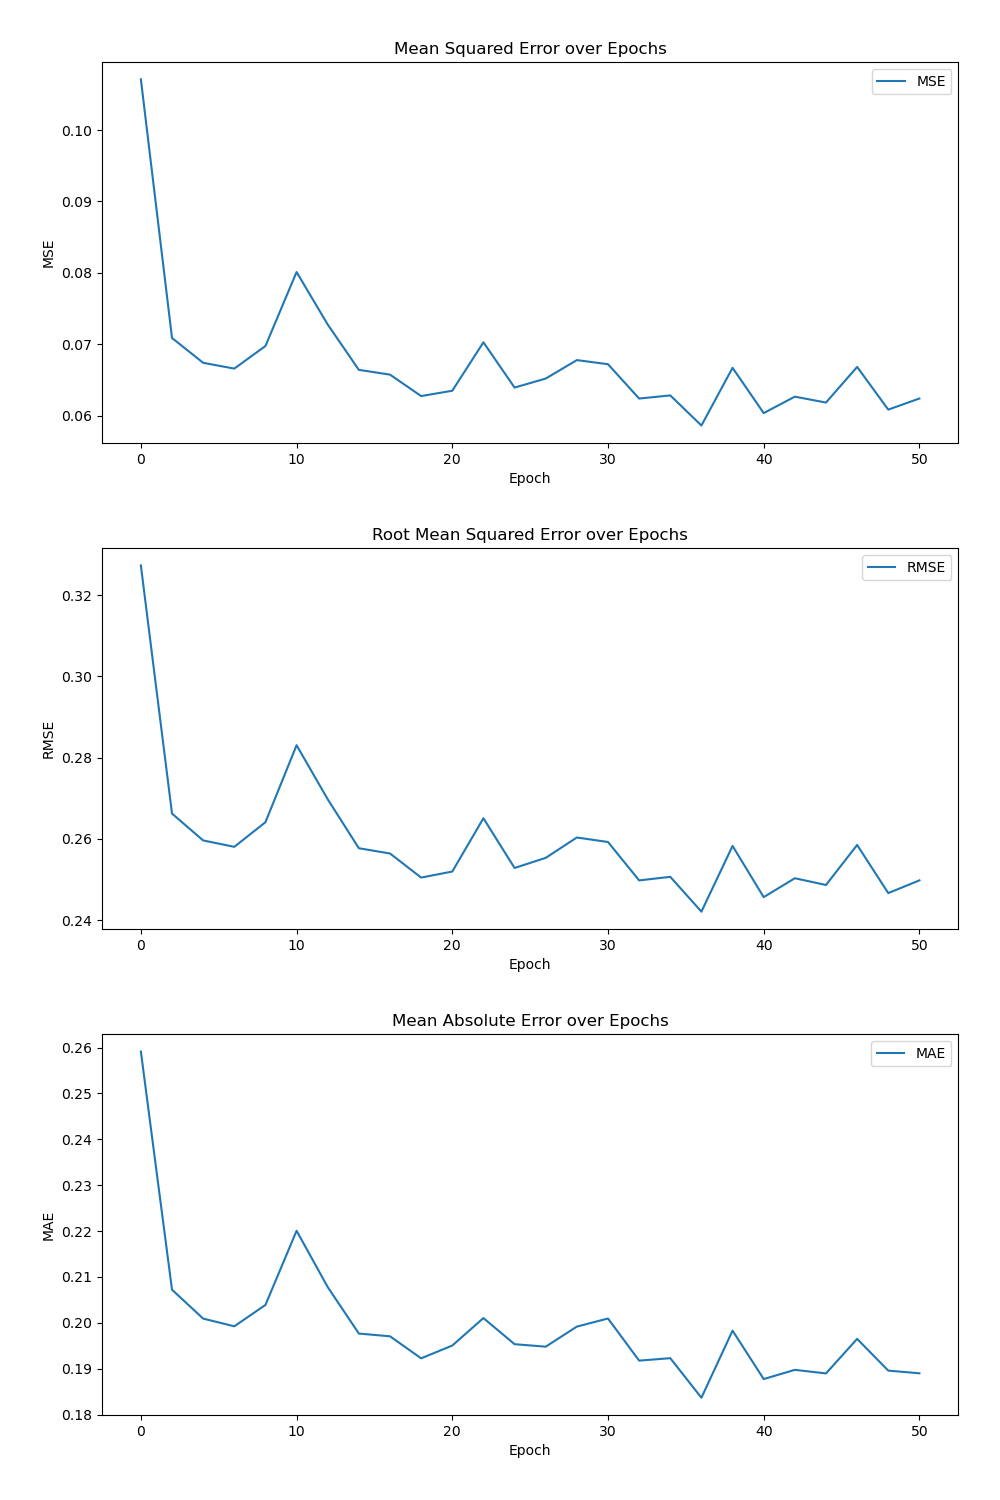 Mean Squared Error over Epochs
MSE
0.10
0.09
0.08
0.07
0.06
MSE
0 10 20 30 40 50
Epoch
Root Mean Squared Error over Epochs
RMSE
0.32
0.30
0.28
0.26
0.24
RMSE
0 10 20 30 40 50
Epoch
Mean Absolute Error over Epochs
MAE
0.26
0.25
0.24
0.23
0.22
0.21
0.20
0.19
0.18
MAE
0 10 20 30 40 50
Epoch